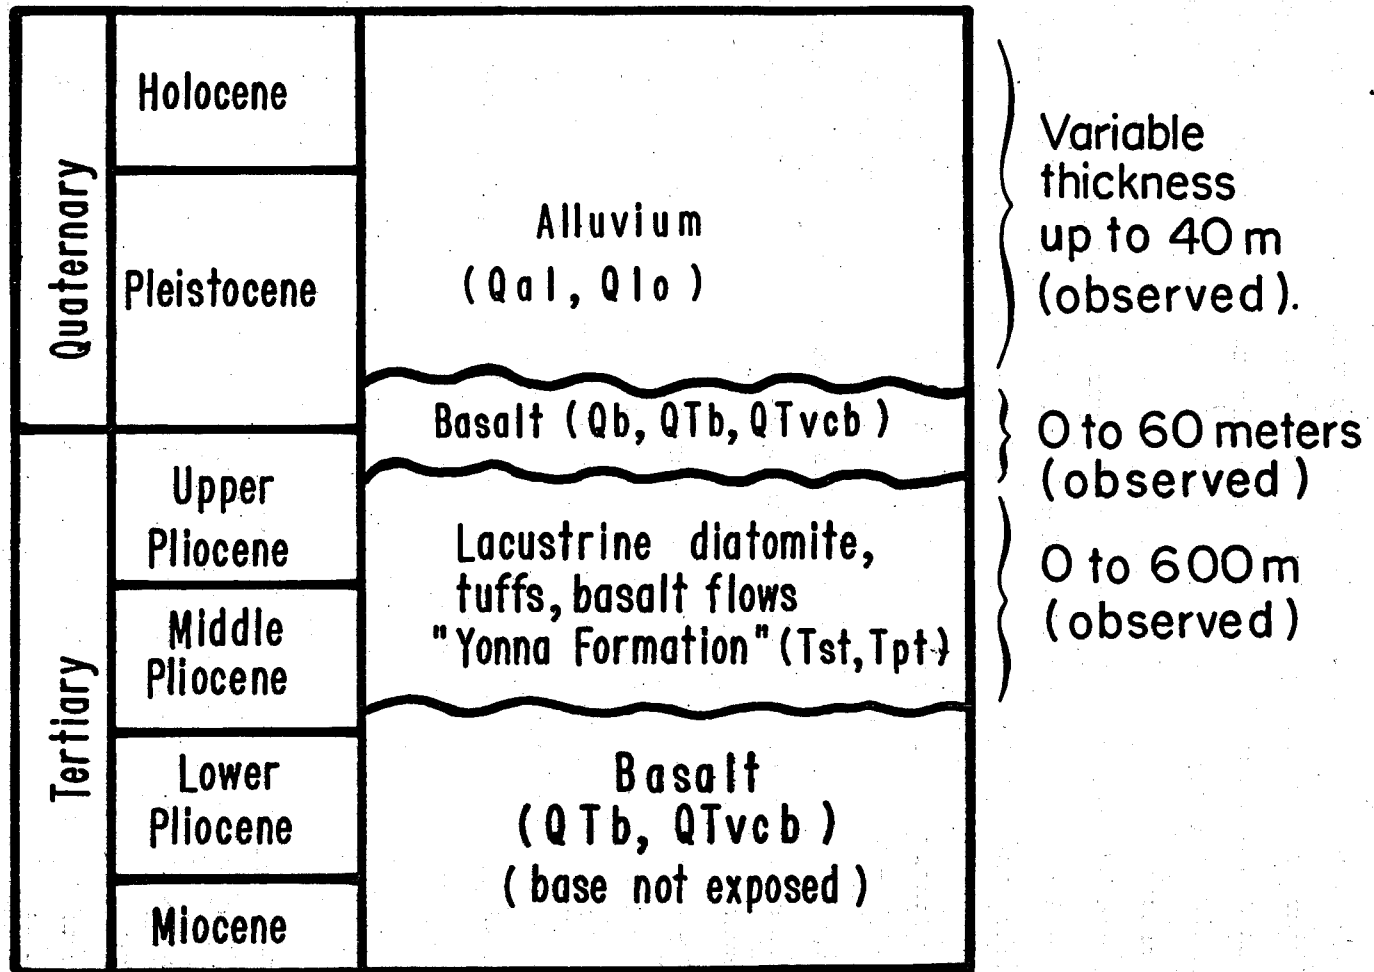 Quaternary
Holocene
Pleistocene
Tertiary
Upper
Pliocene
Middle
Pliocene
Lower
Pliocene
Miocene
Alluvium
(Qal, Qlo)
Basalt (Qb, QTb, QTvcb)
Lacustrine diatomite,
tuffs, basalt flows
"Yonna Formation" (Tst, Tpt)
Basalt
(QTb, QTvcb)
(base not exposed)
Variable
thickness
up to 40 m
(observed).
0 to 60 meters
(observed)
0 to 600 m
(observed)